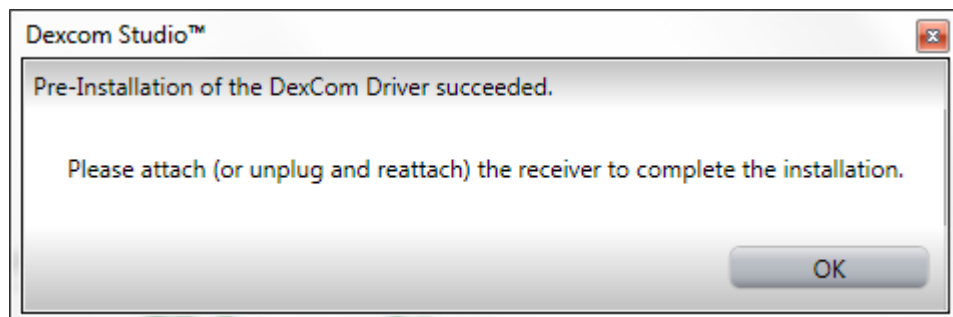 Dexcom Studio™
Pre-Installation of the DexCom Driver succeeded.
Please attach (or unplug and reattach) the receiver to complete the installation.
OK